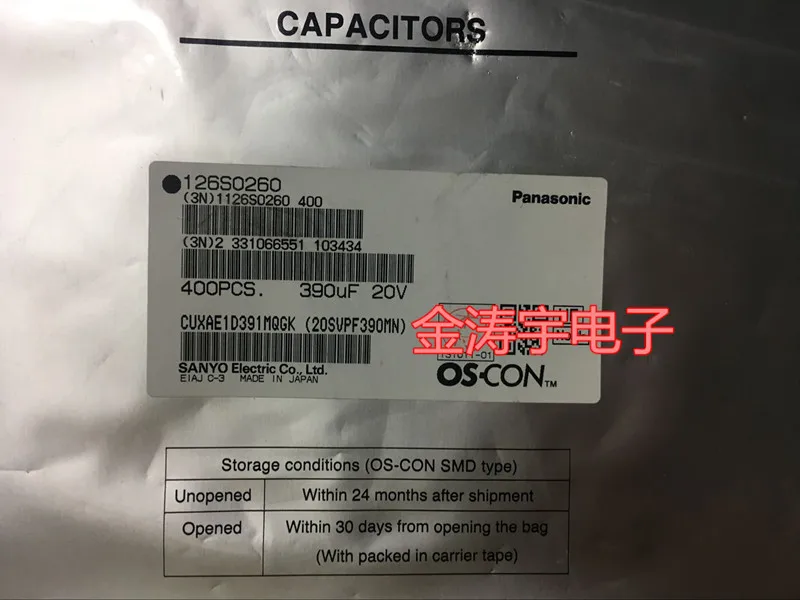 CAPACITORS
126S0260
Panasonic
(3N)1126S0260 400
(3N)2 331066551 103434
400PCS. 390uF 20V
CUXAE1D391MQGK (20SVPF390MN)
金涛宇电子
SANYO Electric Co., Ltd.
EIAJ C-3 MADE IN JAPAN
OS-CON TM
Storage conditions (OS-CON SMD type)
Unopened Within 24 months after shipment
Opened Within 30 days from opening the bag
(With packed in carrier tape)